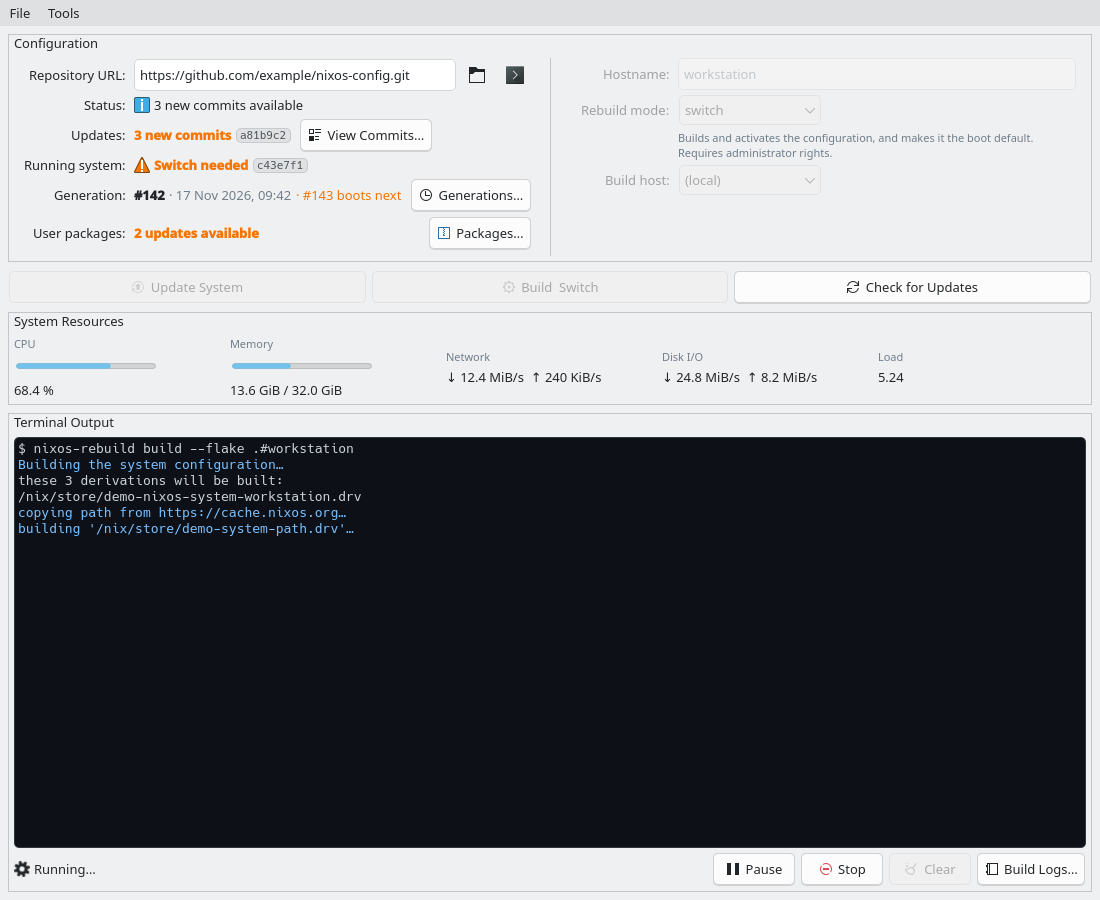 File Tools
Configuration
Repository URL: https://github.com/example/nixos-config.git
Status: 3 new commits available
Updates: 3 new commits a81b9c2 View Commits...
Running system: Switch needed c43e7f1
Generation: #142 · 17 Nov 2026, 09:42 · #143 boots next Generations...
User packages: 2 updates available Packages...
Hostname: workstation
Rebuild mode: switch
Builds and activates the configuration, and makes it the boot default.
Requires administrator rights.
Build host: (local)
Update System Build Switch Check for Updates
System Resources
CPU
68.4 %
Memory
13.6 GiB / 32.0 GiB
Network
↓ 12.4 MiB/s ↑ 240 KiB/s
Disk I/O
↓ 24.8 MiB/s ↑ 8.2 MiB/s
Load
5.24
Terminal Output
$ nixos-rebuild build --flake .#workstation
Building the system configuration…
these 3 derivations will be built:
/nix/store/demo-nixos-system-workstation.drv
copying path from https://cache.nixos.org…
building '/nix/store/demo-system-path.drv'…
Running...
Pause Stop Clear Build Logs...